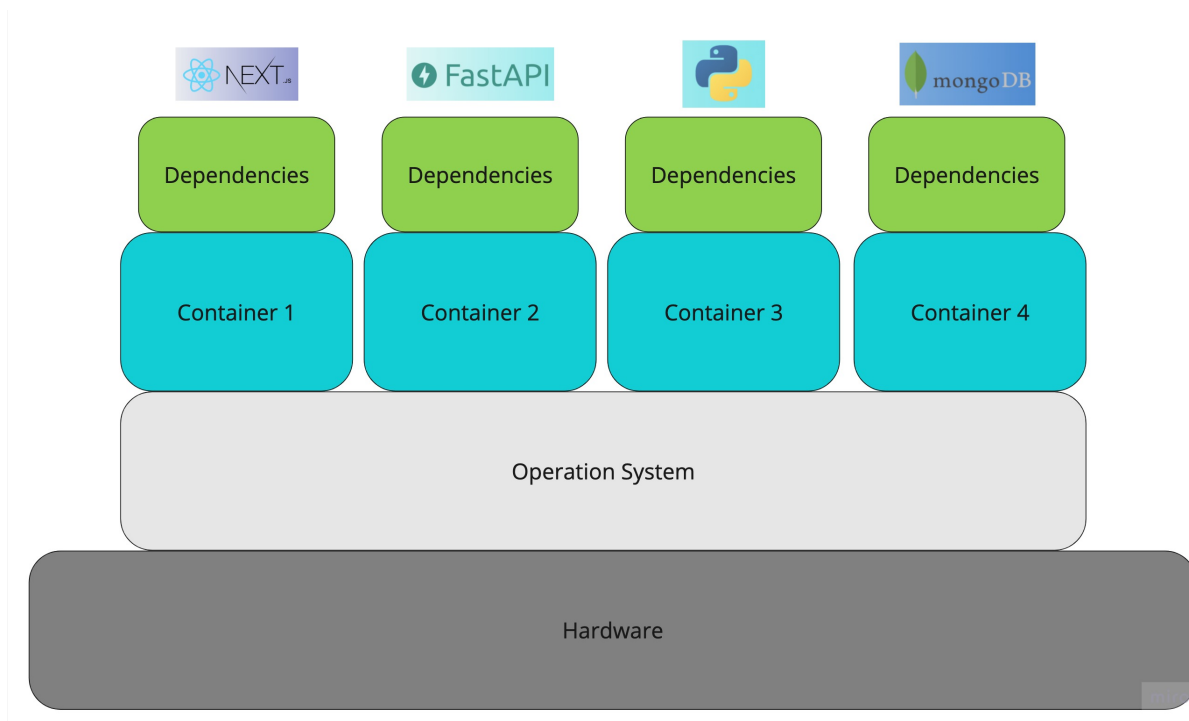 NEXT.JS
FastAPI
mongoDB
Dependencies
Dependencies
Dependencies
Dependencies
Container 1
Container 2
Container 3
Container 4
Operation System
Hardware